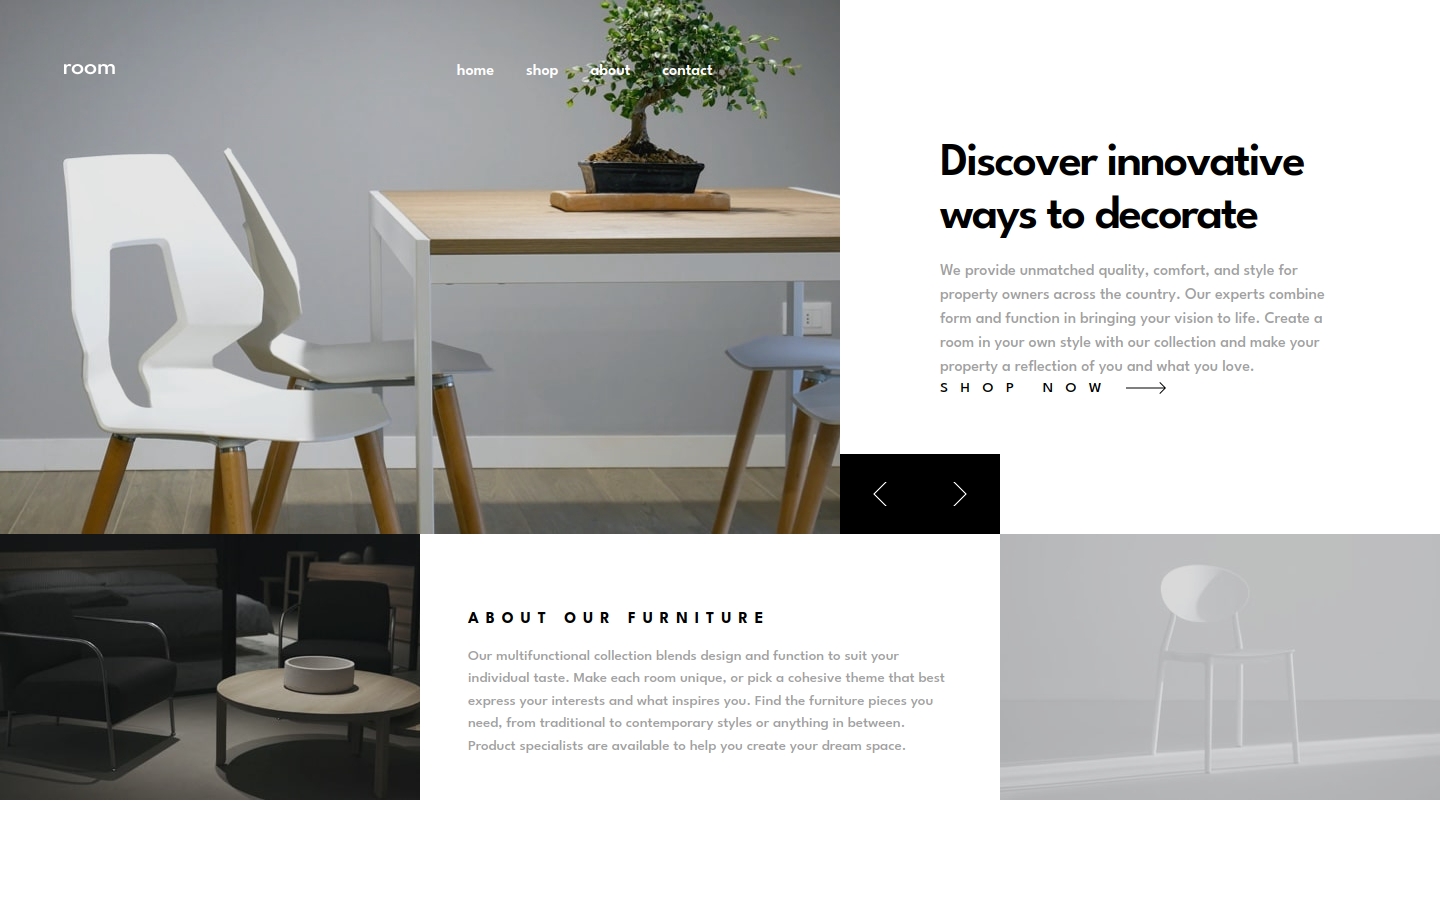 room
home shop about contact
Discover innovative
ways to decorate
We provide unmatched quality, comfort, and style for
property owners across the country. Our experts combine
form and function in bringing your vision to life. Create a
room in your own style with our collection and make your
property a reflection of you and what you love.
SHOP NOW
ABOUT OUR FURNITURE
Our multifunctional collection blends design and function to suit your
individual taste. Make each room unique, or pick a cohesive theme that best
express your interests and what inspires you. Find the furniture pieces you
need, from traditional to contemporary styles or anything in between.
Product specialists are available to help you create your dream space.